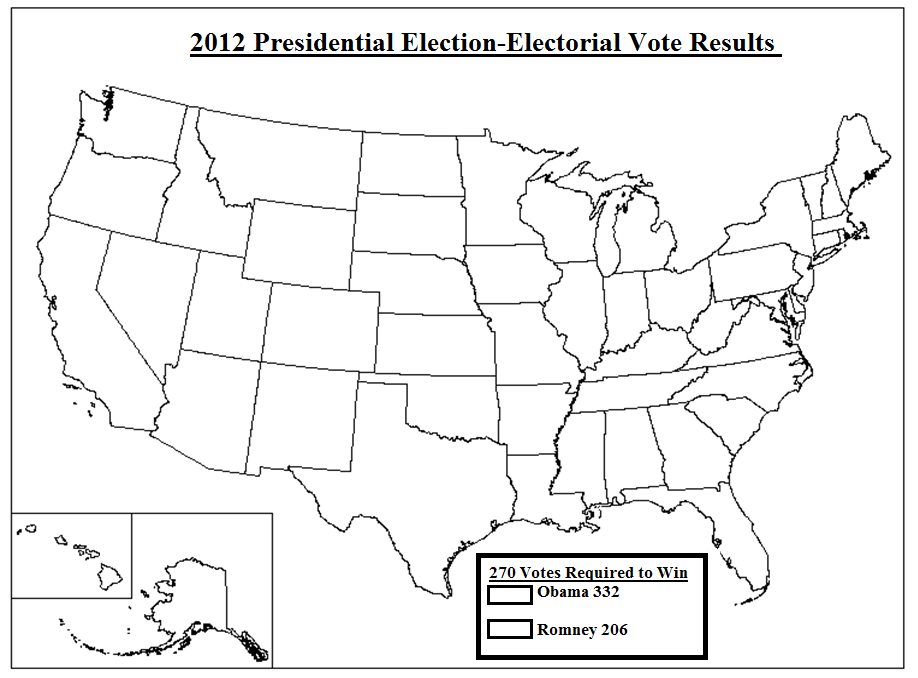 2012 Presidential Election-Electorial Vote Results
270 Votes Required to Win
Obama 332
Romney 206